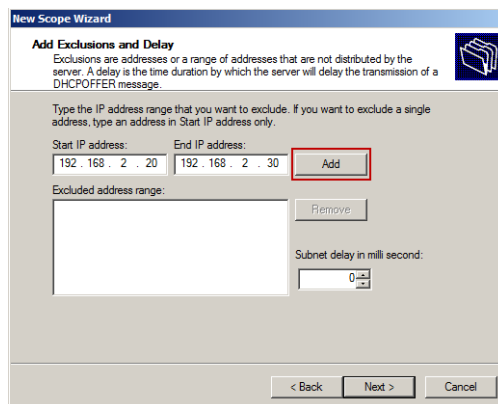 New Scope Wizard
Add Exclusions and Delay
Exclusions are addresses or a range of addresses that are not distributed by the
server. A delay is the time duration by which the server will delay the transmission of a
DHCPOFFER message.
Type the IP address range that you want to exclude. If you want to exclude a single
address, type an address in Start IP address only.
Start IP address: End IP address:
192 . 168 . 2 . 20 192 . 168 . 2 . 30 Add
Excluded address range:
Remove
Subnet delay in milli second:
0
< Back Next > Cancel